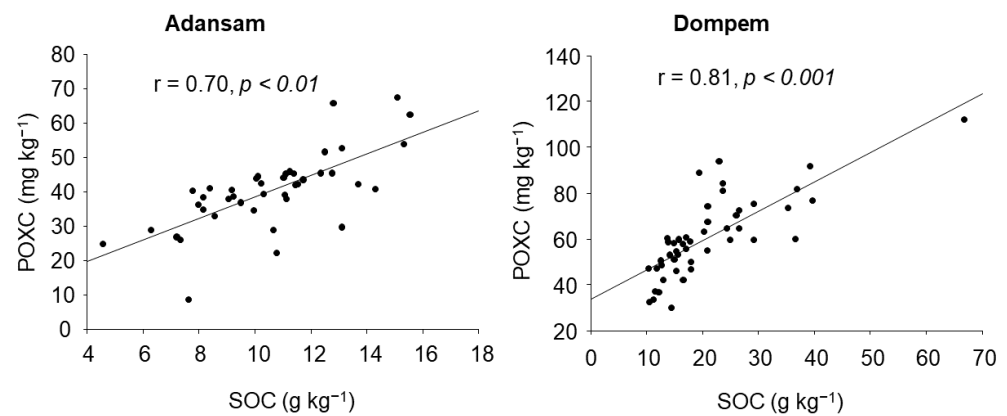 Adansam
r = 0.70, p < 0.01
POXC (mg kg⁻¹)
80
70
60
50
40
30
20
10
0
4 6 8 10 12 14 16 18
SOC (g kg⁻¹)
Dompem
r = 0.81, p < 0.001
POXC (mg kg⁻¹)
140
120
100
80
60
40
20
0 10 20 30 40 50 60 70
SOC (g kg⁻¹)